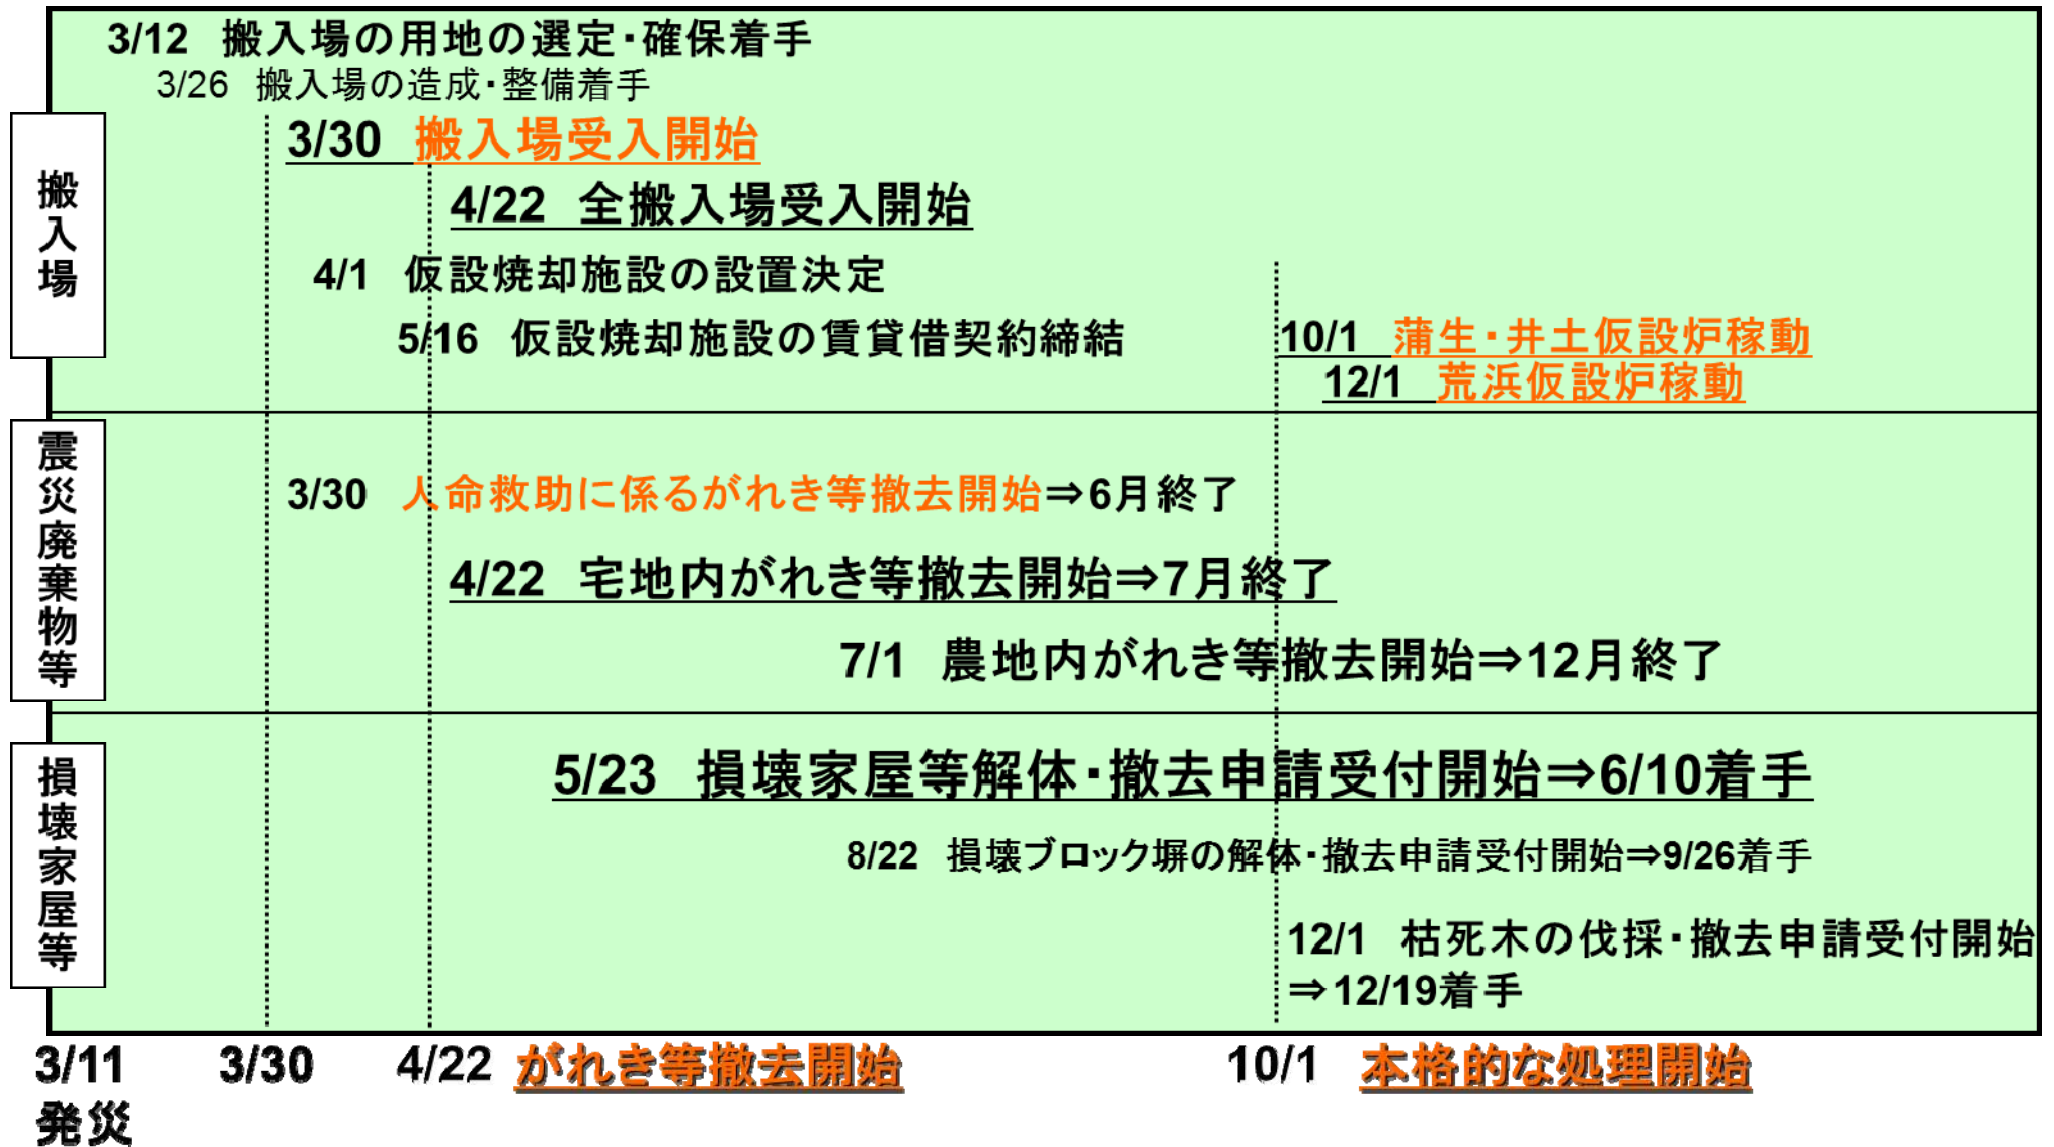 3/12 搬入場の用地の選定・確保着手
3/26 搬入場の造成・整備着手
搬入場
3/30 搬入場受入開始
4/22 全搬入場受入開始
4/1 仮設焼却施設の設置決定
5/16 仮設焼却施設の賃貸借契約締結
10/1 蒲生・井土仮設炉稼動
12/1 荒浜仮設炉稼動
震災廃棄物等
3/30 人命救助に係るがれき等撤去開始⇒6月終了
4/22 宅地内がれき等撤去開始⇒7月終了
7/1 農地内がれき等撤去開始⇒12月終了
損壊家屋等
5/23 損壊家屋等解体・撤去申請受付開始⇒6/10着手
8/22 損壊ブロック塀の解体・撤去申請受付開始⇒9/26着手
12/1 枯死木の伐採・撤去申請受付開始
⇒12/19着手
3/11 3/30 4/22 がれき等撤去開始 10/1 本格的な処理開始
発災